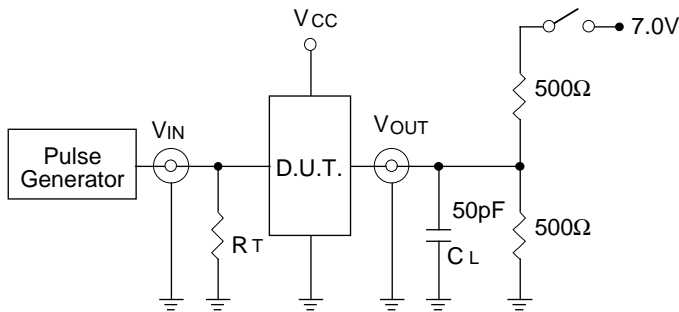 VCC
7.0V
500Ω
VIN
VOUT
Pulse
Generator
D.U.T.
50pF
500Ω
RT
CL